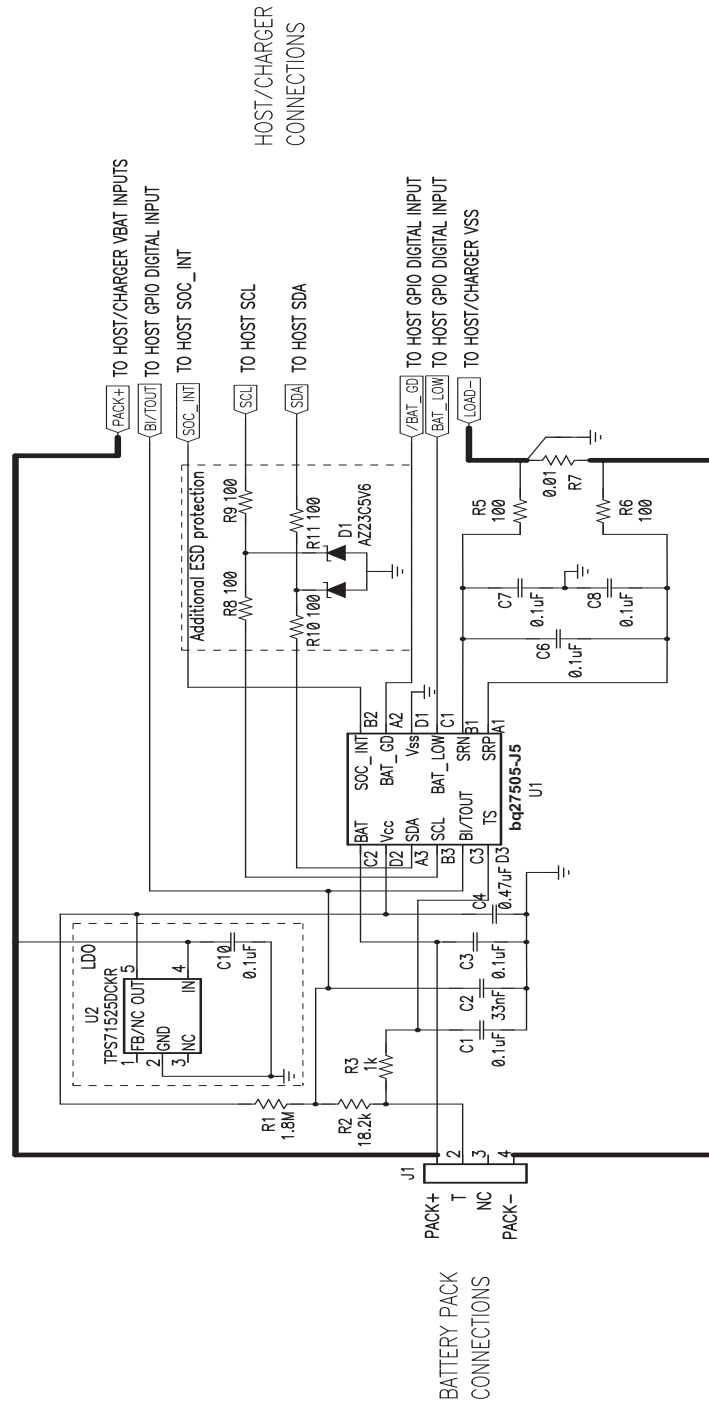 BATTERY PACK
CONNECTIONS
HOST/CHARGER
CONNECTIONS
J1
PACK+
T
NC
PACK-
2
3
4
R1
1.8M
R2
18.2k
R3
1k
LDO
U2
TPS71525DCKR
1
FB/NC
OUT
5
2
GND
3
NC
IN
4
C10
0.1uF
C1
0.1uF
C2
33nF
C3
0.1uF
C4
0.47uF
C2
BAT
D2
Vcc
A3
SDA
B3
SCL
C3
BI/TOUT
D3
TS
SOC_INT
B2
BAT_GD
A2
Vss
D1
BAT_LOW
C1
SRN
B1
SRP
A1
bq27505-J5
U1
Additional ESD protection
R8 100
R9 100
R10 100
R11 100
D1
AZ23C5V6
C6
0.1uF
C7
0.1uF
C8
0.1uF
R5
100
R6
100
0.01
R7
PACK+ TO HOST/CHARGER VBAT INPUTS
BI/TOUT TO HOST GPIO DIGITAL INPUT
SOC_INT TO HOST SOC_INT
SCL TO HOST SCL
SDA TO HOST SDA
/BAT_GD TO HOST GPIO DIGITAL INPUT
BAT_LOW TO HOST GPIO DIGITAL INPUT
LOAD- TO HOST/CHARGER VSS